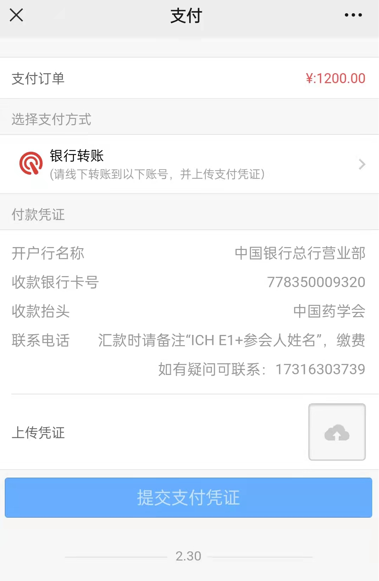 支付
支付订单 ¥:1200.00
选择支付方式
银行转账
(请线下转账到以下账号，并上传支付凭证)
付款凭证
开户行名称 中国银行总行营业部
收款银行卡号 778350009320
收款抬头 中国药学会
联系电话 汇款时请备注“ICH E1+参会人姓名”，缴费
如有疑问可联系：17316303739
上传凭证
提交支付凭证
2.30